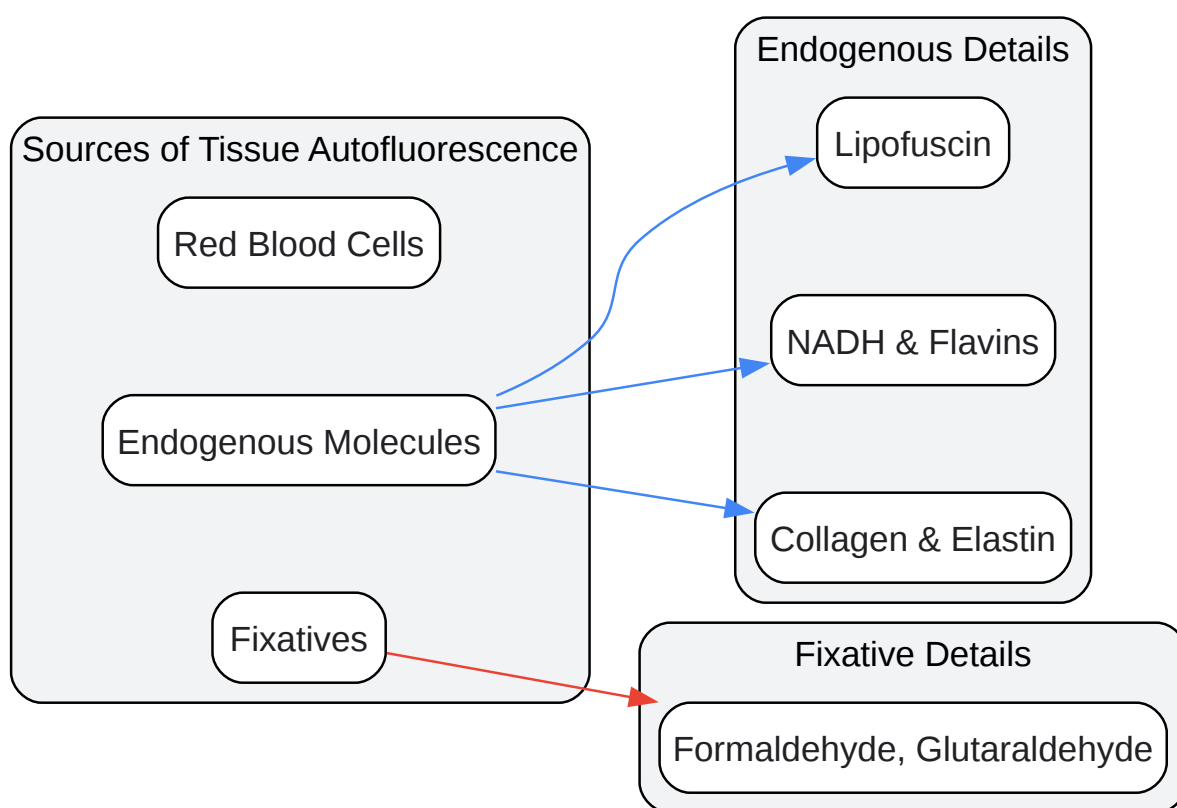 Sources of Tissue Autofluorescence
Red Blood Cells
Endogenous Molecules
Fixatives
Endogenous Details
Lipofuscin
NADH & Flavins
Collagen & Elastin
Fixative Details
Formaldehyde, Glutaraldehyde